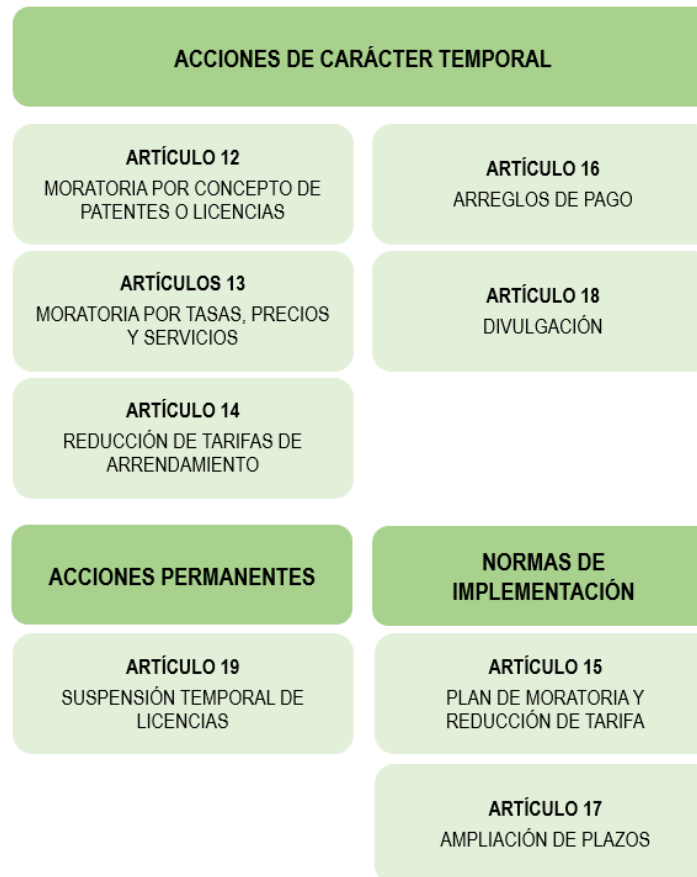 ACCIONES DE CARÁCTER TEMPORAL
ARTÍCULO 12
MORATORIA POR CONCEPTO DE
PATENTES O LICENCIAS
ARTÍCULOS 13
MORATORIA POR TASAS, PRECIOS
Y SERVICIOS
ARTÍCULO 14
REDUCCIÓN DE TARIFAS DE
ARRENDAMIENTO
ARTÍCULO 16
ARREGLOS DE PAGO
ARTÍCULO 18
DIVULGACIÓN
ACCIONES PERMANENTES
ARTÍCULO 19
SUSPENSIÓN TEMPORAL DE
LICENCIAS
NORMAS DE
IMPLEMENTACIÓN
ARTÍCULO 15
PLAN DE MORATORIA Y
REDUCCIÓN DE TARIFA
ARTÍCULO 17
AMPLIACIÓN DE PLAZOS